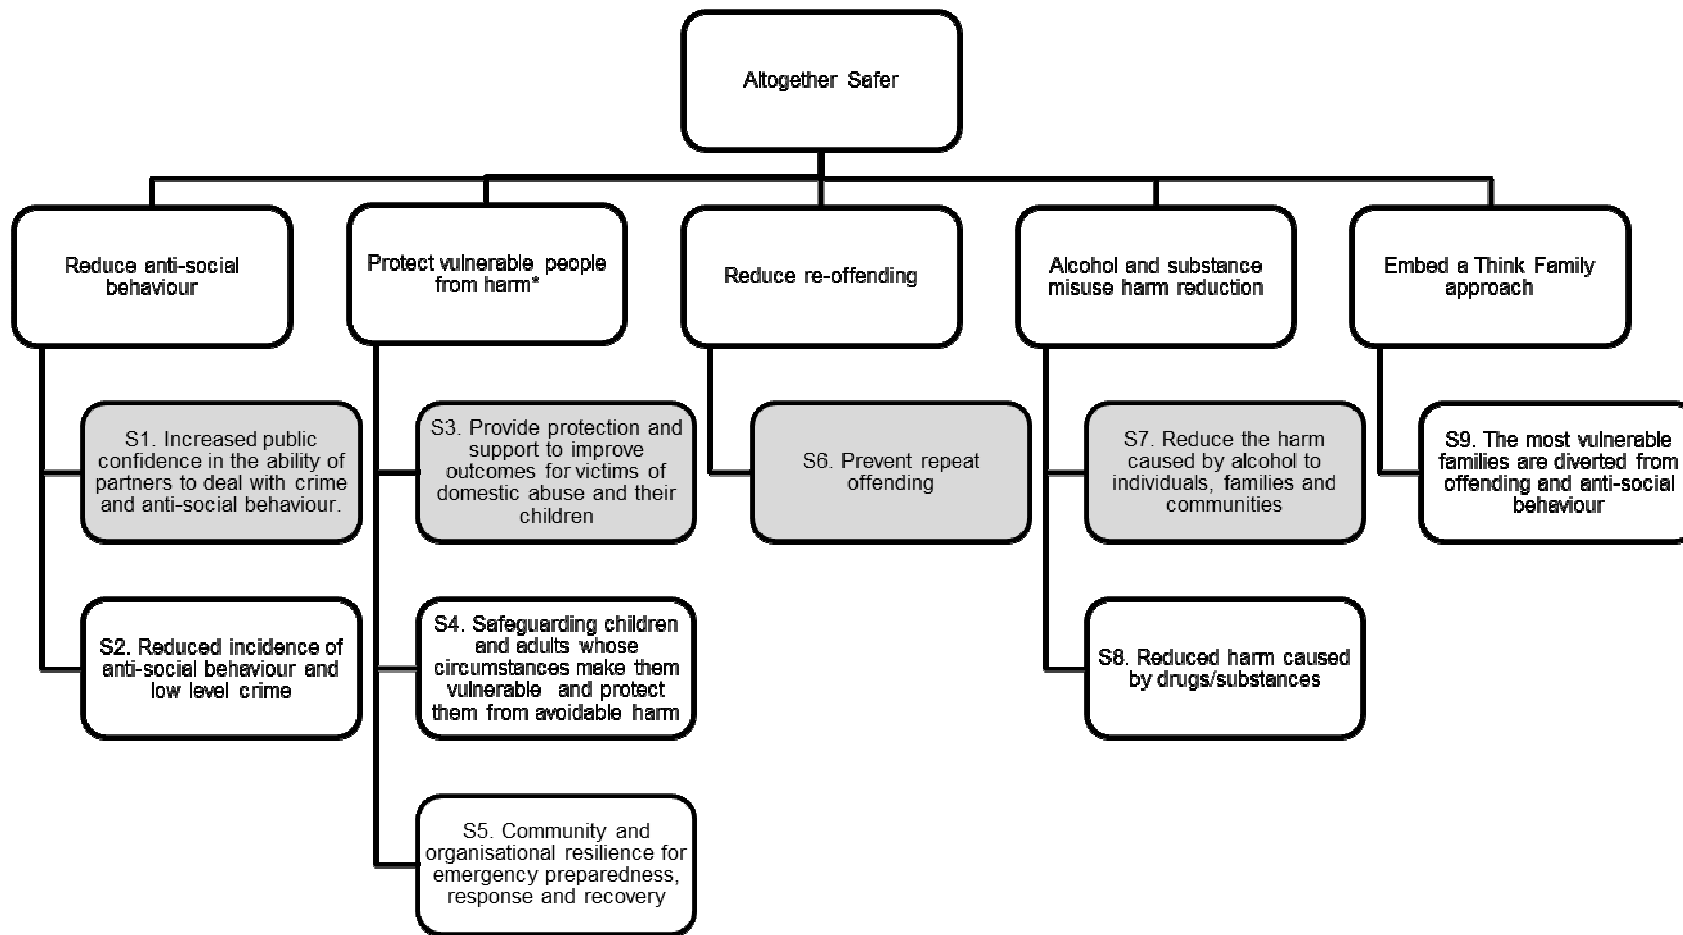 Altogether Safer
Reduce anti-social
behaviour
Protect vulnerable people
from harm*
Reduce re-offending
Alcohol and substance
misuse harm reduction
Embed a Think Family
approach
S1. Increased public
confidence in the ability of
partners to deal with crime
and anti-social behaviour.
S2. Reduced incidence of
anti-social behaviour and
low level crime
S3. Provide protection and
support to improve
outcomes for victims of
domestic abuse and their
children
S4. Safeguarding children
and adults whose
circumstances make them
vulnerable and protect
them from avoidable harm
S5. Community and
organisational resilience for
emergency preparedness,
response and recovery
S6. Prevent repeat
offending
S7. Reduce the harm
caused by alcohol to
individuals, families and
communities
S8. Reduced harm caused
by drugs/substances
S9. The most vulnerable
families are diverted from
offending and anti-social
behaviour